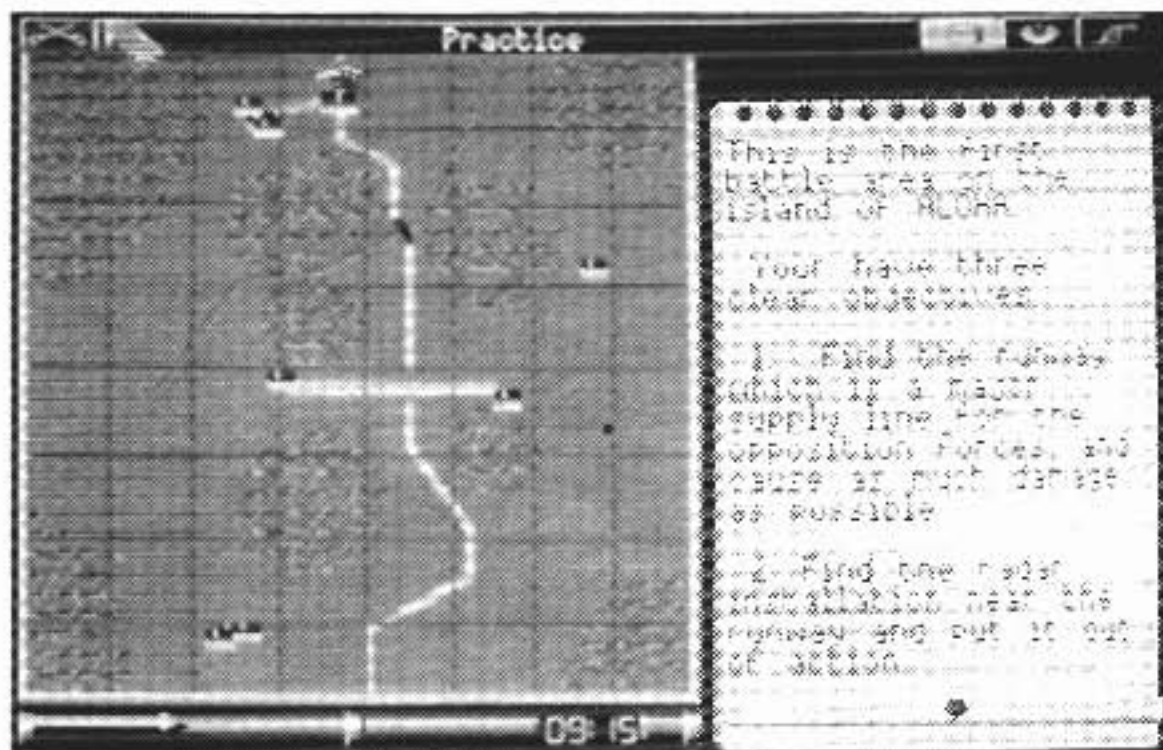 Practice
This is the first
battle area on the
island of ALOHA
Your have three
clear objectives
1. Find the runway
which is a major
supply line for the
opposition forces, and
cause as much damage
as possible
2. Find the radar
installation near the
runway and put it out
of action
09:15